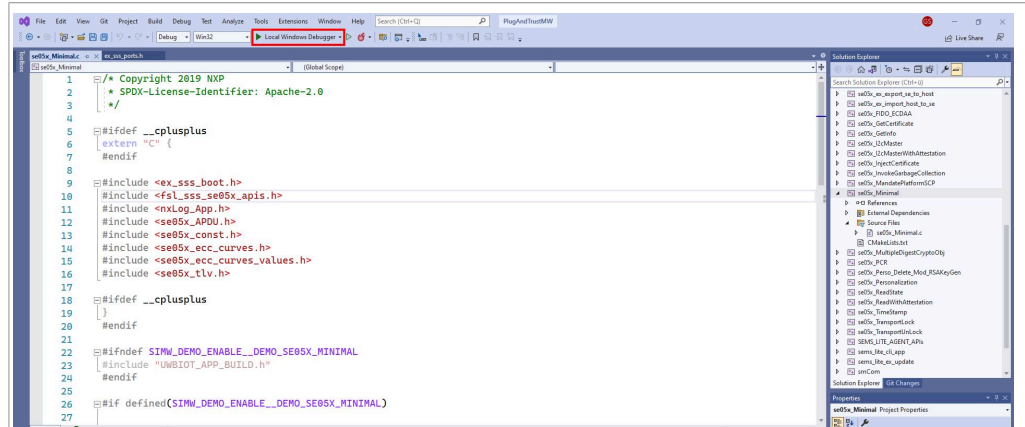 File Edit View Git Project Build Debug Test Analyze Tools Extensions Window Help Search (Ctrl+Q) PlugAndTrustMW GS
Debug Win32 Local Windows Debugger Live Share
Toolbox
se05x_Minimal.c ex_sss_ports.h
se05x_Minimal (Global Scope)
1 /* Copyright 2019 NXP
2 * SPDX-License-Identifier: Apache-2.0
3 */
4
5 #ifdef __cplusplus
6 extern "C" {
7 #endif
8
9 #include <ex_sss_boot.h>
10 #include <fsl_sss_se05x_apis.h>
11 #include <nxLog_App.h>
12 #include <se05x_APDU.h>
13 #include <se05x_const.h>
14 #include <se05x_ecc_curves.h>
15 #include <se05x_ecc_curves_values.h>
16 #include <se05x_tlv.h>
17
18 #ifdef __cplusplus
19 }
20 #endif
21
22 #ifndef SIMW_DEMO_ENABLE__DEMO_SE05X_MINIMAL
23 #include "UWBIOT_APP_BUILD.h"
24 #endif
25
26 #if defined(SIMW_DEMO_ENABLE__DEMO_SE05X_MINIMAL)
27
Solution Explorer
Search Solution Explorer (Ctrl+ü)
se05x_ex_export_se_to_host
se05x_ex_import_host_to_se
se05x_FIDO_ECDAA
se05x_GetCertificate
se05x_GetInfo
se05x_I2cMaster
se05x_I2cMasterWithAttestation
se05x_InjectCertificate
se05x_InvokeGarbageCollection
se05x_MandatePlatformSCP
se05x_Minimal
References
External Dependencies
Source Files
se05x_Minimal.c
CMakeLists.txt
se05x_MultipleDigestCryptoObj
se05x_PCR
se05x_Perso_Delete_Mod_RSAKeyGen
se05x_Personalization
se05x_ReadState
se05x_ReadWithAttestation
se05x_TimeStamp
se05x_TransportLock
se05x_TransportUnLock
SEMS_LITE_AGENT_APIs
sems_lite_cli_app
sems_lite_ex_update
smCom
Solution Explorer Git Changes
Properties
se05x_Minimal Project Properties